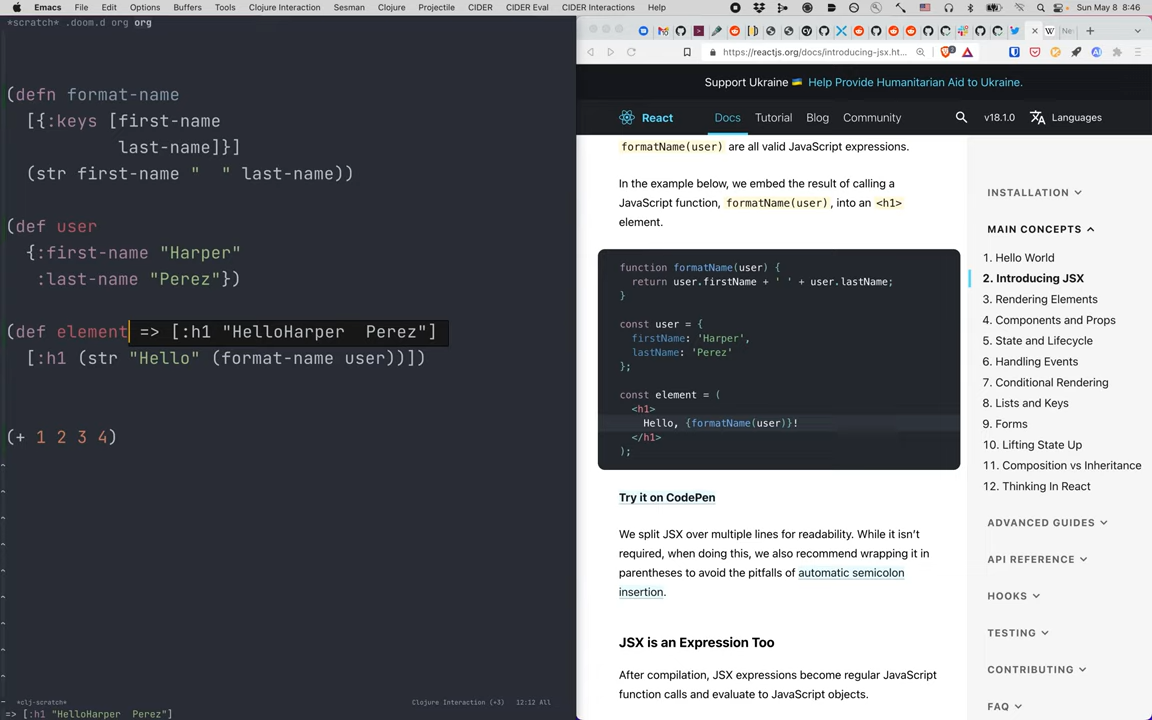 Emacs File Edit Options Buffers Tools Clojure Interaction Sesman Clojure Projectile CIDER CIDER Eval CIDER Interactions Help Sun May 8 8:46
*scratch* .doom.d org org
(defn format-name
[{:keys [first-name
last-name]}]
(str first-name "  " last-name))
(def user
{:first-name "Harper"
:last-name "Perez"})
(def element => [:h1 "HelloHarper  Perez"]
[:h1 (str "Hello" (format-name user))])
(+ 1 2 3 4)
*clj-scratch* Clojure Interaction (+3) 12:12 All
=> [:h1 "HelloHarper  Perez"]
https://reactjs.org/docs/introducing-jsx.ht...
Support Ukraine 🇺🇦 Help Provide Humanitarian Aid to Ukraine.
React Docs Tutorial Blog Community v18.1.0 Languages
formatName(user) are all valid JavaScript expressions.
In the example below, we embed the result of calling a
JavaScript function, formatName(user), into an <h1>
element.
function formatName(user) {
return user.firstName + ' ' + user.lastName;
}
const user = {
firstName: 'Harper',
lastName: 'Perez'
};
const element = (
<h1>
Hello, {formatName(user)}!
</h1>
);
Try it on CodePen
We split JSX over multiple lines for readability. While it isn't
required, when doing this, we also recommend wrapping it in
parentheses to avoid the pitfalls of automatic semicolon
insertion.
JSX is an Expression Too
After compilation, JSX expressions become regular JavaScript
function calls and evaluate to JavaScript objects.
INSTALLATION
MAIN CONCEPTS
1. Hello World
2. Introducing JSX
3. Rendering Elements
4. Components and Props
5. State and Lifecycle
6. Handling Events
7. Conditional Rendering
8. Lists and Keys
9. Forms
10. Lifting State Up
11. Composition vs Inheritance
12. Thinking In React
ADVANCED GUIDES
API REFERENCE
HOOKS
TESTING
CONTRIBUTING
FAQ